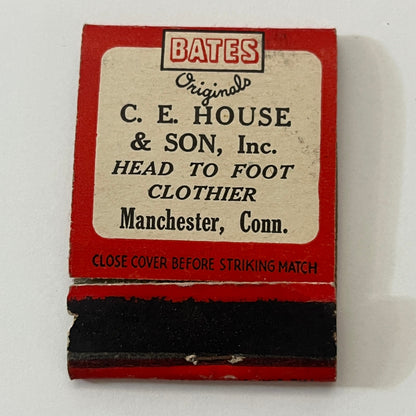 BATES
Originals
C. E. HOUSE
& SON, Inc.
HEAD TO FOOT
CLOTHIER
Manchester, Conn.
CLOSE COVER BEFORE STRIKING MATCH